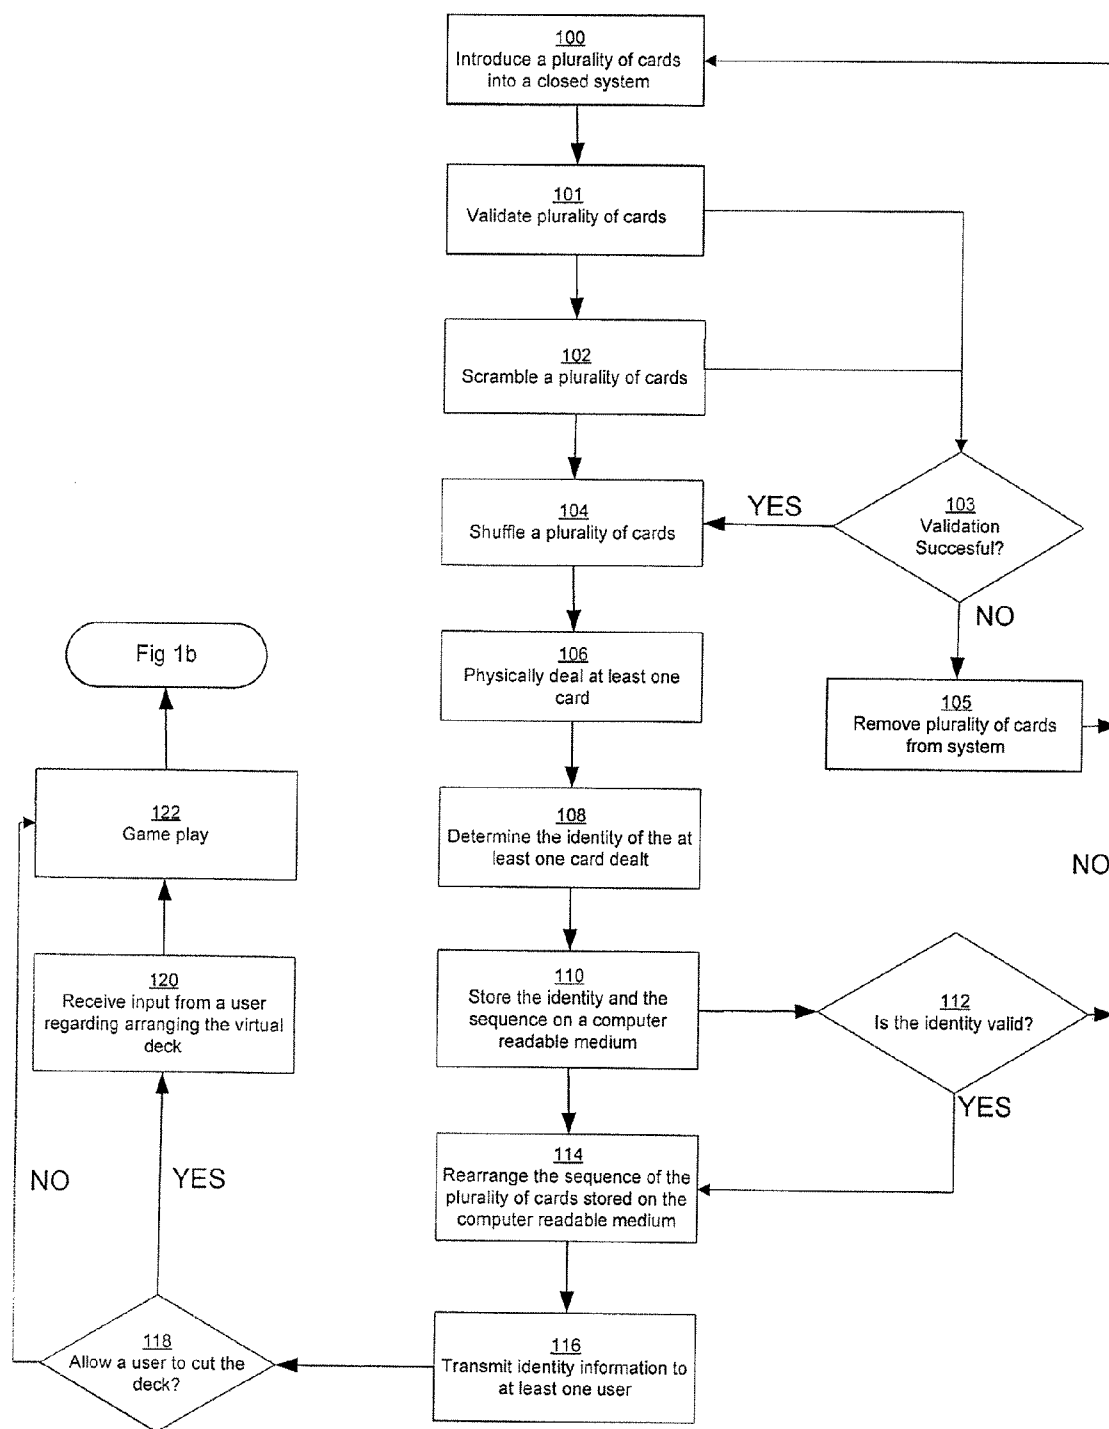 100
Introduce a plurality of cards
into a closed system
101
Validate plurality of cards
102
Scramble a plurality of cards
103
Validation
Succesful?
YES
104
Shuffle a plurality of cards
NO
Fig 1b
106
Physically deal at least one
card
105
Remove plurality of cards
from system
122
Game play
108
Determine the identity of the at
least one card dealt
NO
120
Receive input from a user
regarding arranging the virtual
deck
110
Store the identity and the
sequence on a computer
readable medium
112
Is the identity valid?
YES
114
Rearrange the sequence of the
plurality of cards stored on the
computer readable medium
NO
YES
118
Allow a user to cut the
deck?
116
Transmit identity information to
at least one user